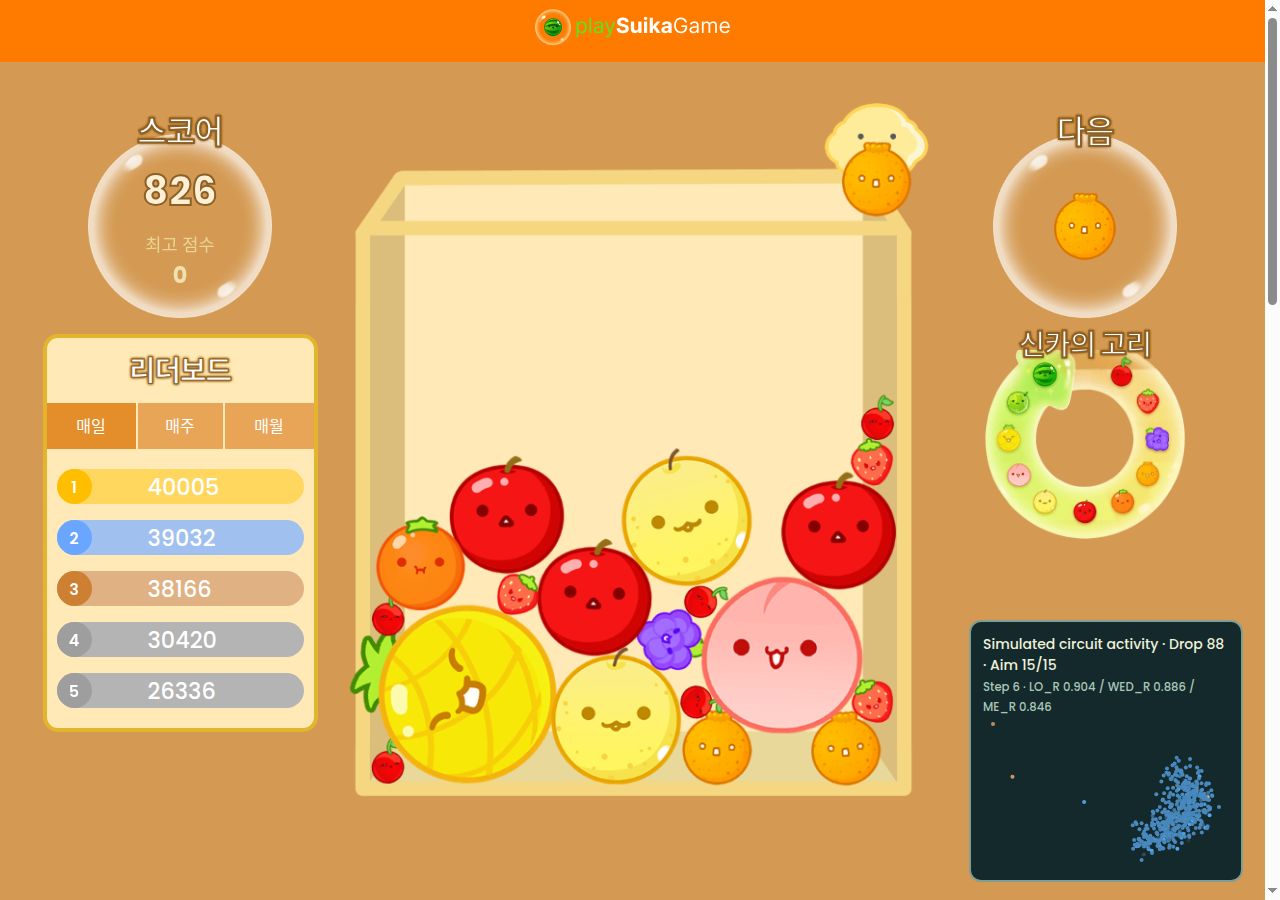 playSuikaGame
스코어
826
최고 점수
0
다음
리더보드
매일 매주 매월
1 40005
2 39032
3 38166
4 30420
5 26336
신카의 고리
Simulated circuit activity · Drop 88
· Aim 15/15
Step 6 · LO_R 0.904 / WED_R 0.886 /
ME_R 0.846